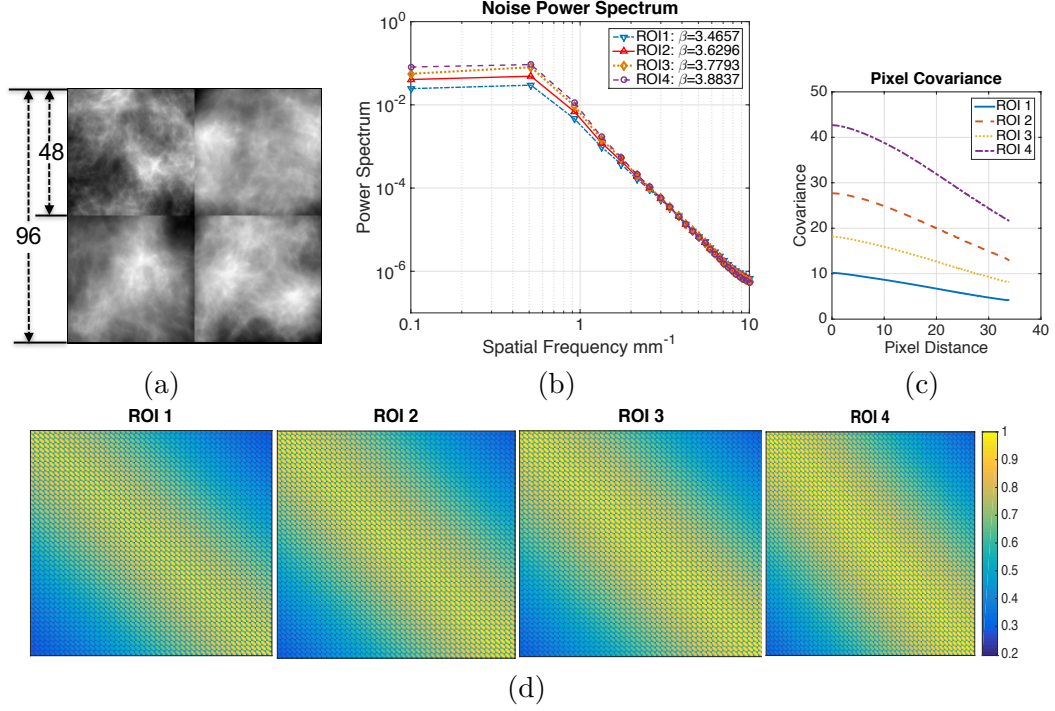 48
96
(a)
Noise Power Spectrum
ROI1: β=3.4657
ROI2: β=3.6296
ROI3: β=3.7793
ROI4: β=3.8837
Power Spectrum
10^0
10^-2
10^-4
10^-6
0.1
1
10
Spatial Frequency mm^-1
(b)
Pixel Covariance
ROI 1
ROI 2
ROI 3
ROI 4
Covariance
50
40
30
20
10
0
0
10
20
30
40
Pixel Distance
(c)
ROI 1
ROI 2
ROI 3
ROI 4
1
0.9
0.8
0.7
0.6
0.5
0.4
0.3
0.2
(d)